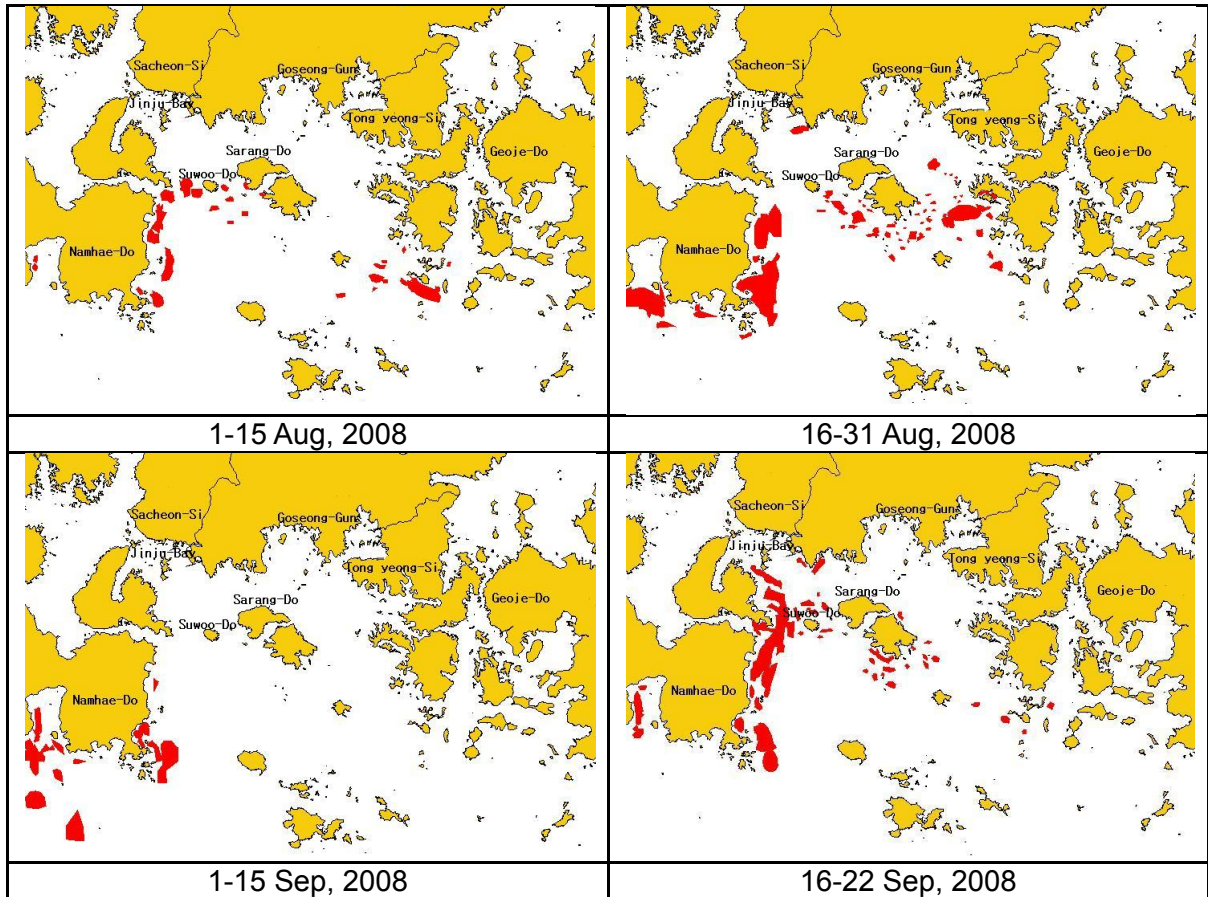 Sacheon-Si
Goseong-Gun
Jinju-Bay
Tong yeong-Si
Sarang-Do
Geoje-Do
Suwoo-Do
Namhae-Do
1-15 Aug, 2008
Sacheon-Si
Goseong-Gun
Jinju-Bay
Tong yeong-Si
Sarang-Do
Geoje-Do
Suwoo-Do
Namhae-Do
16-31 Aug, 2008
Sacheon-Si
Goseong-Gun
Jinju-Bay
Tong yeong-Si
Sarang-Do
Geoje-Do
Suwoo-Do
Namhae-Do
1-15 Sep, 2008
Sacheon-Si
Goseong-Gun
Jinju-Bay
Tong yeong-Si
Sarang-Do
Geoje-Do
Suwoo-Do
Namhae-Do
16-22 Sep, 2008